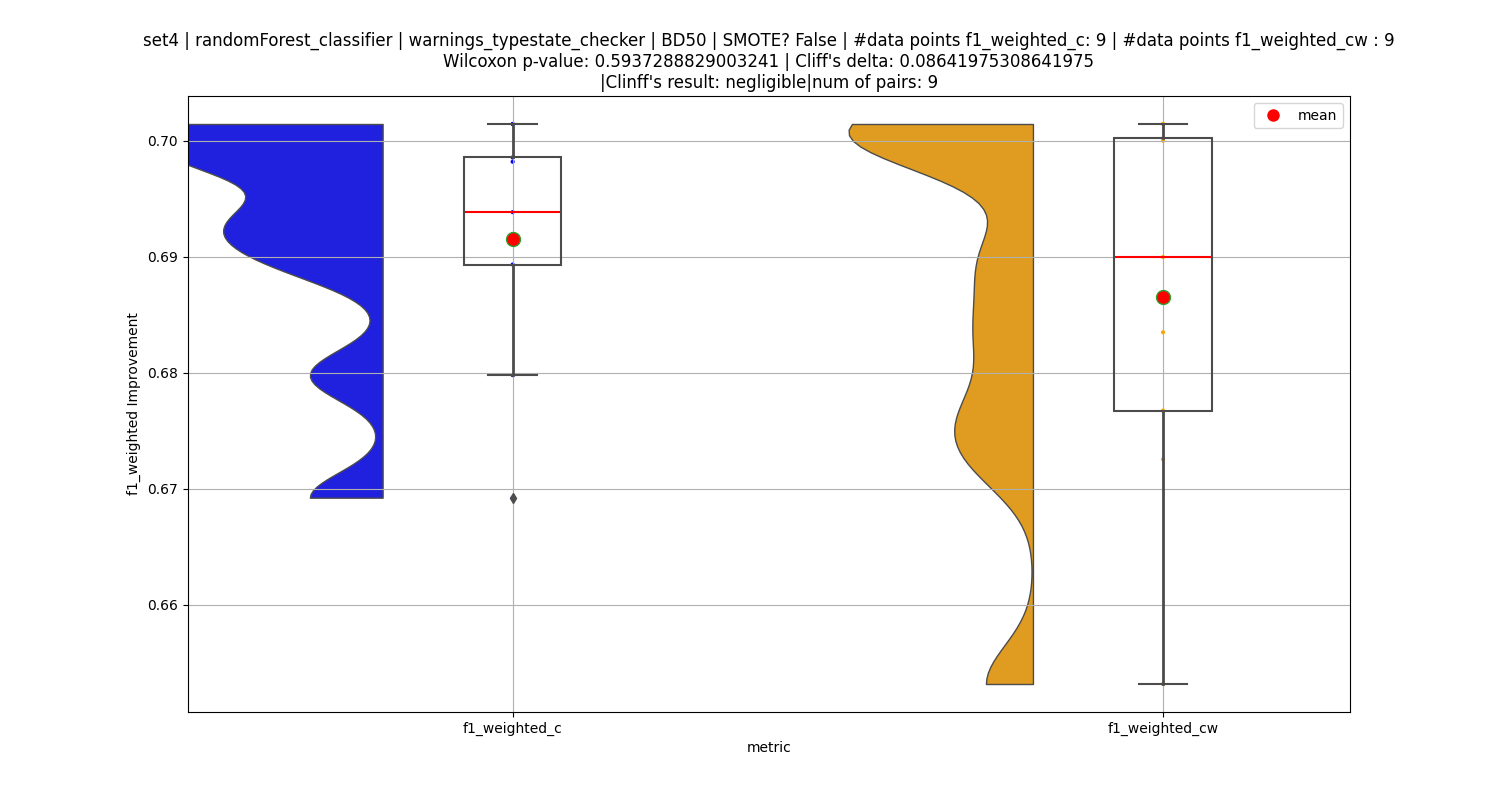 set4 | randomForest_classifier | warnings_typestate_checker | BD50 | SMOTE? False | #data points f1_weighted_c: 9 | #data points f1_weighted_cw : 9
Wilcoxon p-value: 0.5937288829003241 | Cliff's delta: 0.08641975308641975
|Clinff's result: negligible|num of pairs: 9
mean
0.70
0.69
0.68
0.67
0.66
f1_weighted Improvement
f1_weighted_c
f1_weighted_cw
metric